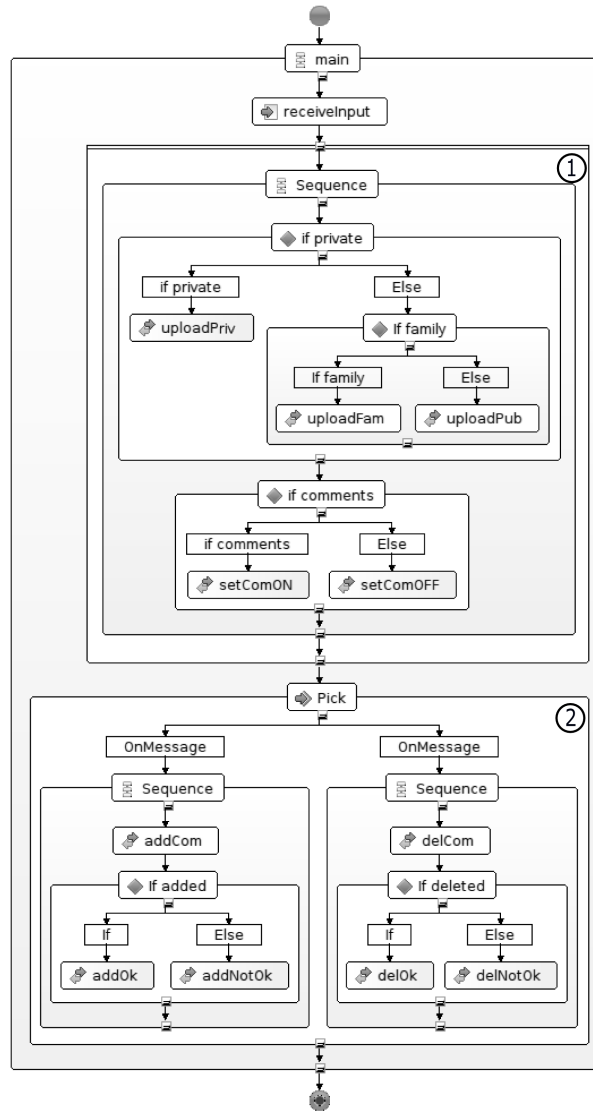 main
receiveInput
1
Sequence
if private
if private
Else
uploadPriv
If family
If family
Else
uploadFam
uploadPub
if comments
if comments
Else
setComON
setComOFF
Pick
2
OnMessage
OnMessage
Sequence
Sequence
addCom
delCom
If added
If deleted
If
Else
If
Else
addOk
addNotOk
delOk
delNotOk